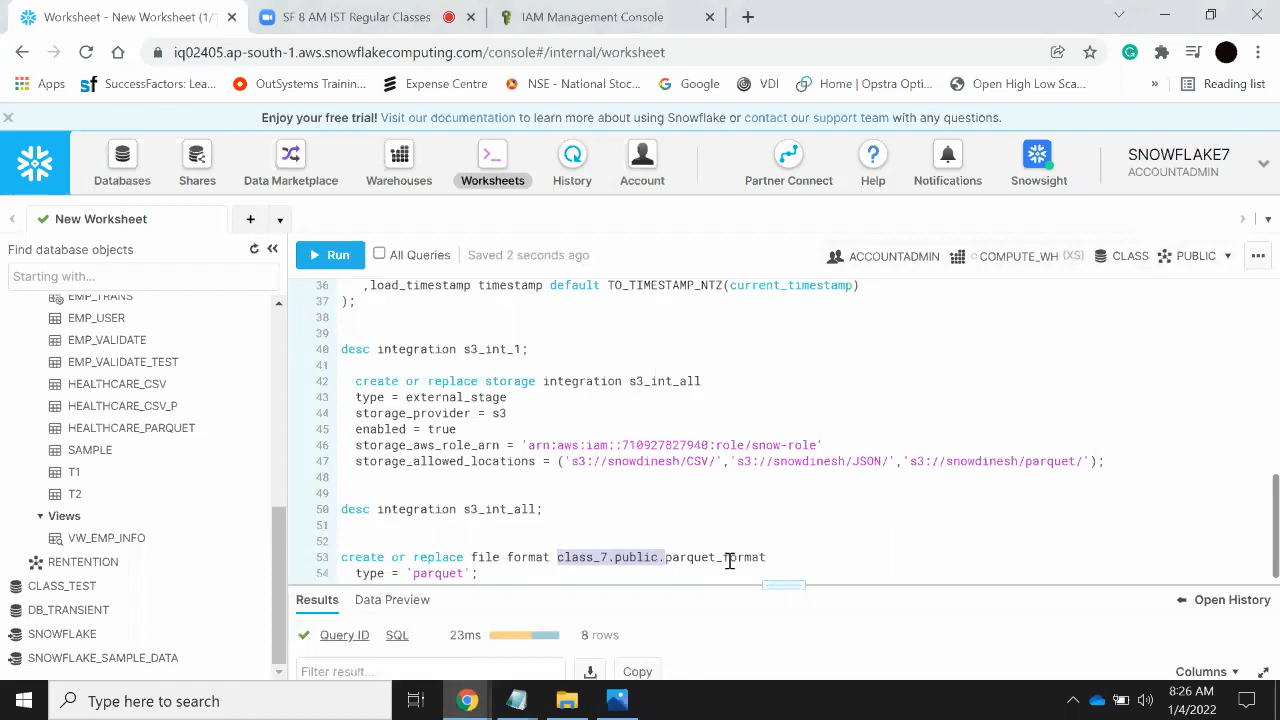 Worksheet - New Worksheet (1/
SF 8 AM IST Regular Classes
IAM Management Console
iq02405.ap-south-1.aws.snowflakecomputing.com/console#/internal/worksheet
Apps
SuccessFactors: Lea...
OutSystems Training...
Expense Centre
NSE - National Stoc...
Google
VDI
Home | Opstra Opti...
Open High Low Sca...
Reading list
Enjoy your free trial! Visit our documentation to learn more about using Snowflake or contact our support team with any questions.
Databases
Shares
Data Marketplace
Warehouses
Worksheets
History
Account
Partner Connect
Help
Notifications
Snowsight
SNOWFLAKE7
ACCOUNTADMIN
New Worksheet
Find database objects
Starting with...
Run
All Queries
Saved 2 seconds ago
ACCOUNTADMIN
COMPUTE_WH (XS)
CLASS
PUBLIC
EMP_TRANS
EMP_USER
EMP_VALIDATE
EMP_VALIDATE_TEST
HEALTHCARE_CSV
HEALTHCARE_CSV_P
HEALTHCARE_PARQUET
SAMPLE
T1
T2
Views
VW_EMP_INFO
RENTENTION
CLASS_TEST
DB_TRANSIENT
SNOWFLAKE
SNOWFLAKE_SAMPLE_DATA
36 ,load_timestamp timestamp default TO_TIMESTAMP_NTZ(current_timestamp)
37 );
38
39
40 desc integration s3_int_1;
41
42 create or replace storage integration s3_int_all
43 type = external_stage
44 storage_provider = s3
45 enabled = true
46 storage_aws_role_arn = 'arn:aws:iam::710927827940:role/snow-role'
47 storage_allowed_locations = ('s3://snowdinesh/CSV/','s3://snowdinesh/JSON/','s3://snowdinesh/parquet/');
48
49
50 desc integration s3_int_all;
51
52
53 create or replace file format class_7.public.parquet_format
54 type = 'parquet';
Results
Data Preview
Open History
Query ID
SQL
23ms
8 rows
Filter result...
Copy
Columns
Type here to search
8:26 AM
1/4/2022